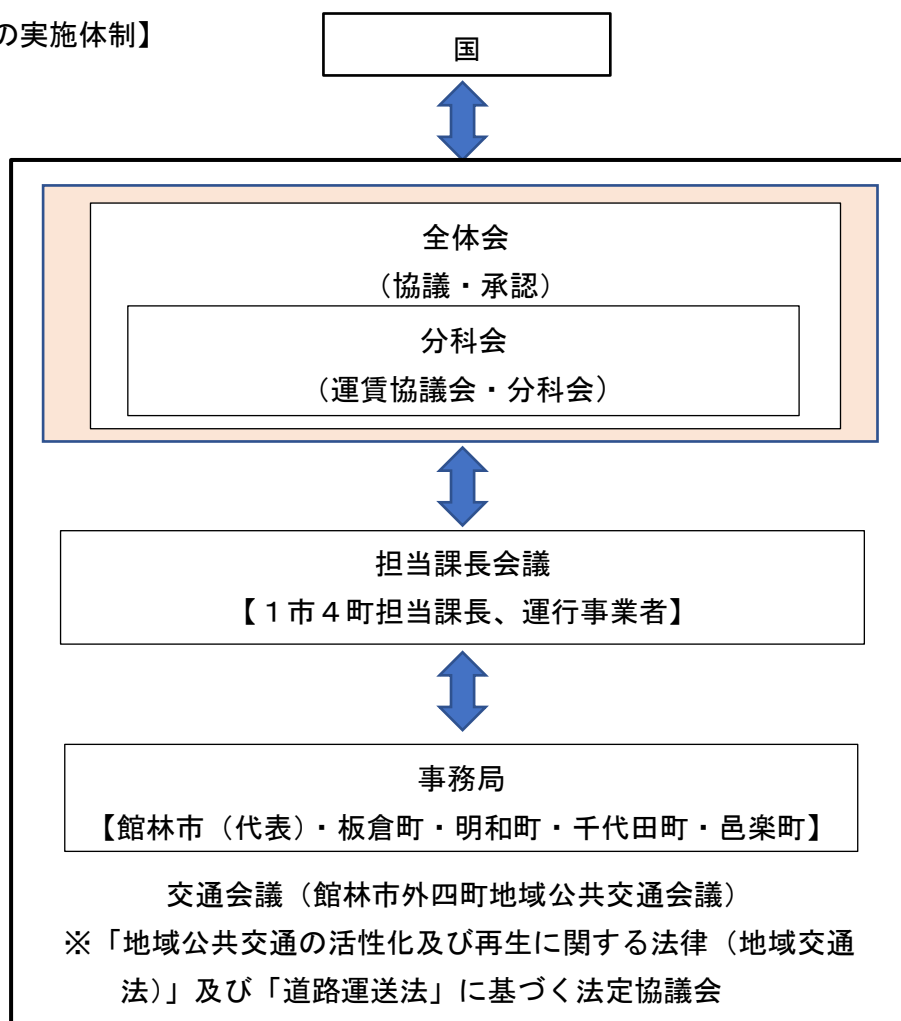 の実施体制】
国
全体会
（協議・承認）
分科会
（運賃協議会・分科会）
担当課長会議
【１市４町担当課長、運行事業者】
事務局
【館林市（代表）・板倉町・明和町・千代田町・邑楽町】
交通会議（館林市外四町地域公共交通会議）
※「地域公共交通の活性化及び再生に関する法律（地域交通
法）」及び「道路運送法」に基づく法定協議会